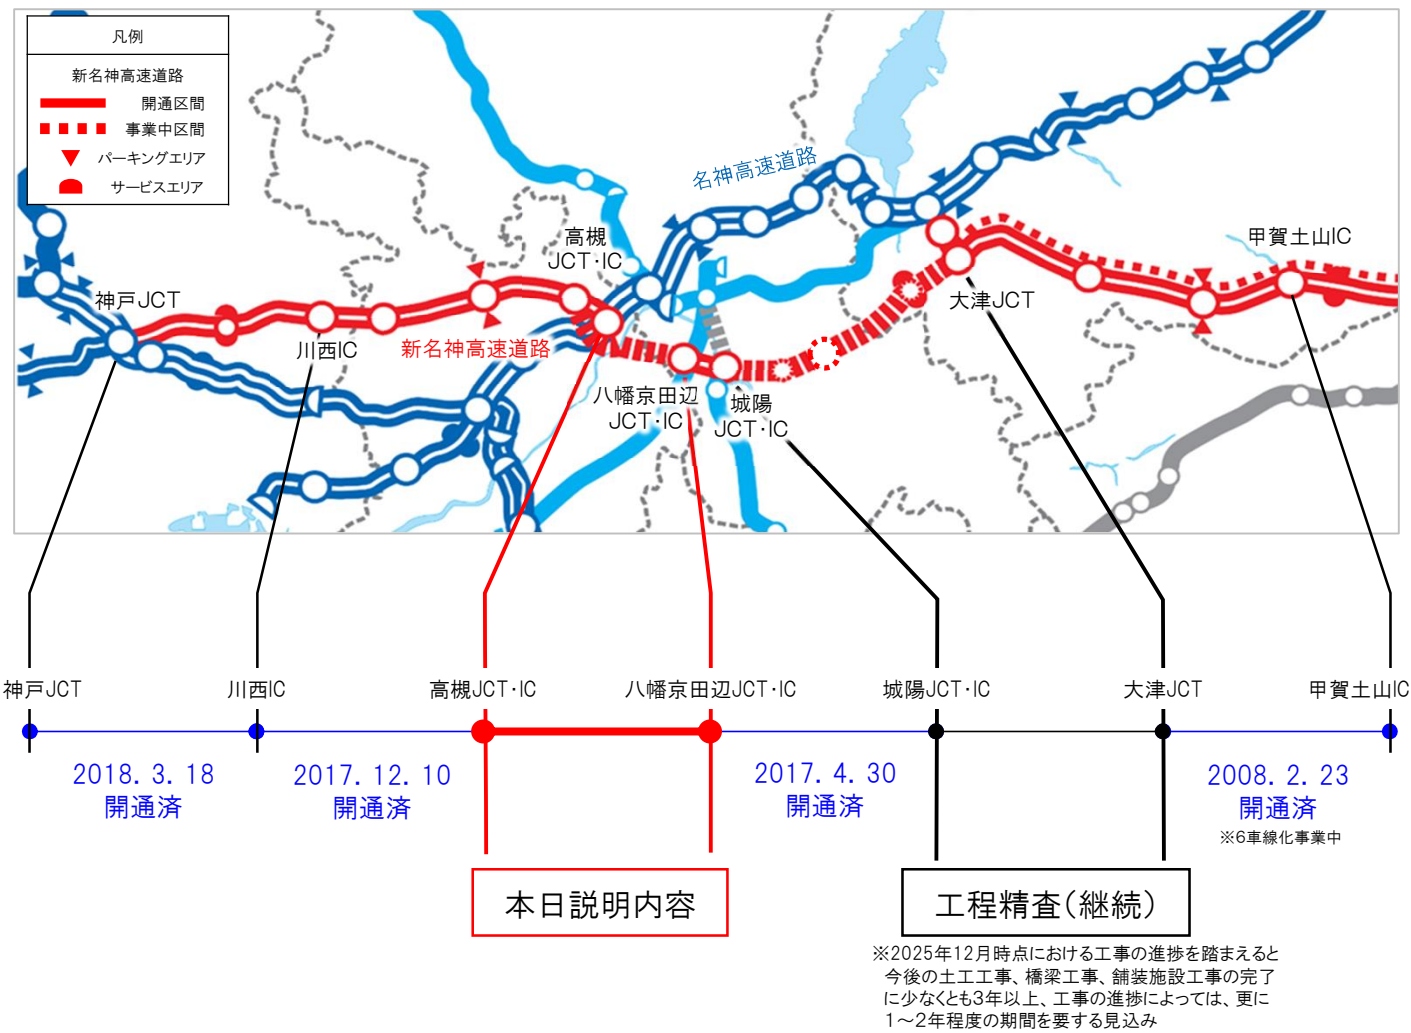 凡例
新名神高速道路
開通区間
事業中区間
パーキングエリア
サービスエリア
名神高速道路
高槻
JCT・IC
甲賀土山IC
神戸JCT
大津JCT
川西IC
新名神高速道路
八幡京田辺
JCT・IC
城陽
JCT・IC
神戸JCT
川西IC
高槻JCT・IC
八幡京田辺JCT・IC
城陽JCT・IC
大津JCT
甲賀土山IC
2018.3.18
開通済
2017.12.10
開通済
2017.4.30
開通済
2008.2.23
開通済
※6車線化事業中
本日説明内容
工程精査(継続)
※2025年12月時点における工事の進捗を踏まえると
今後の土工工事、橋梁工事、舗装施設工事の完了
に少なくとも3年以上、工事の進捗によっては、更に
1~2年程度の期間を要する見込み